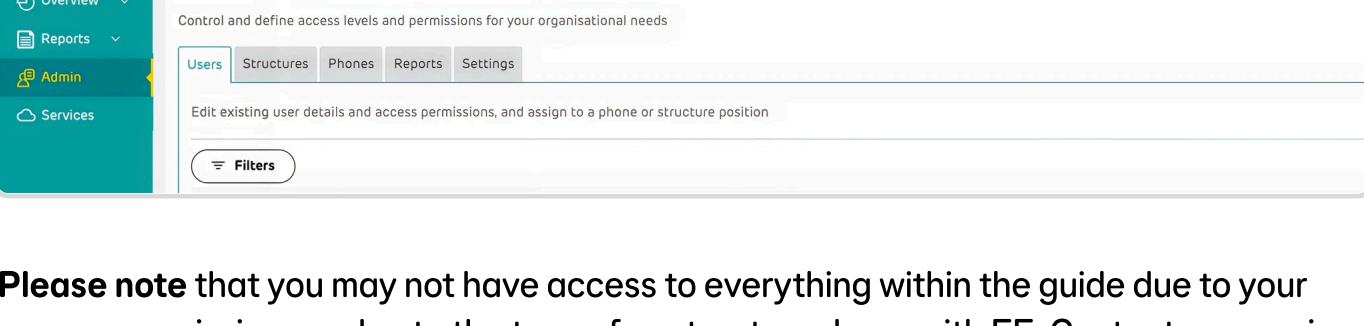 Overview
Control and define access levels and permissions for your organisational needs
Reports
Users Structures Phones Reports Settings
Admin
Services
Edit existing user details and access permissions, and assign to a phone or structure position
Filters
Please note that you may not have access to everything within the guide due to your